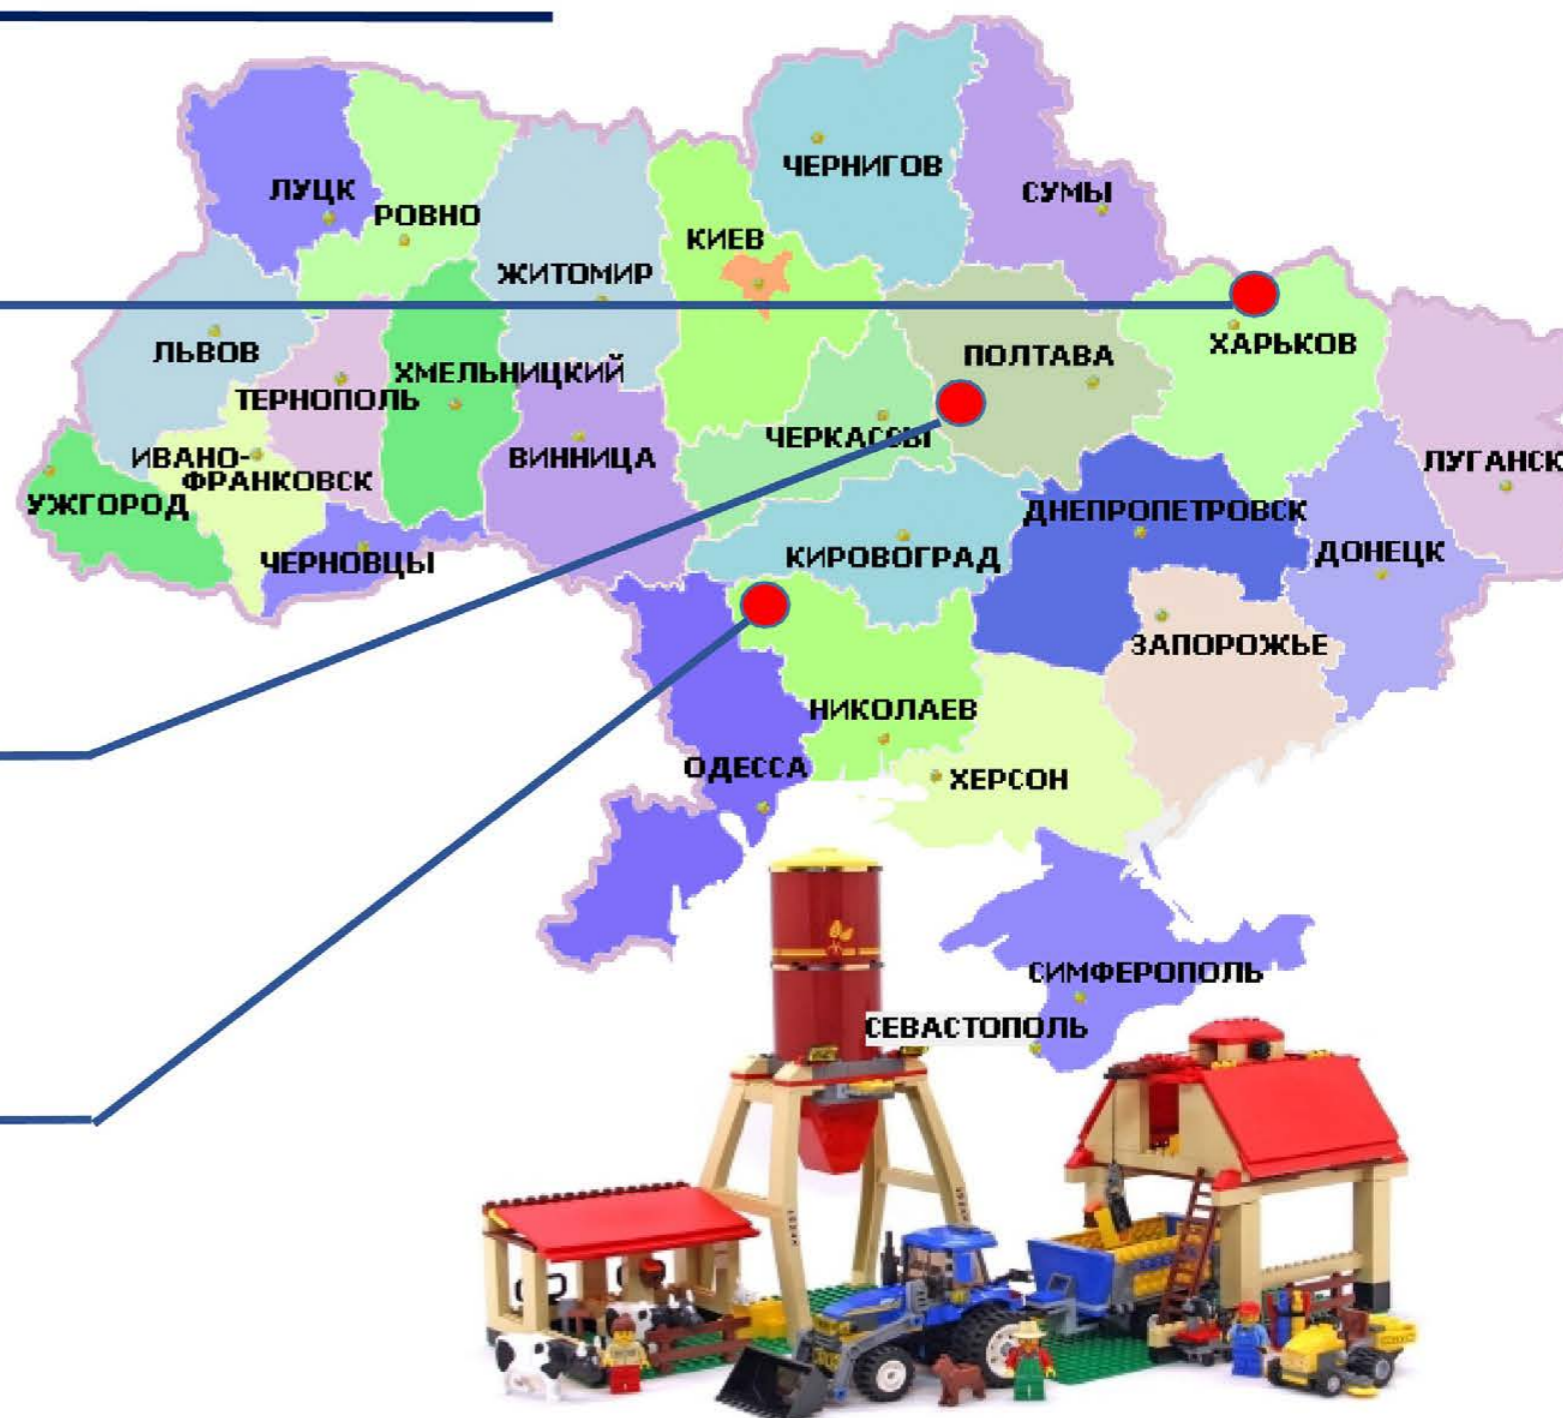 ЧЕРНИГОВ
СУМЫ
ЛУЦК
РОВНО
КИЕВ
ЖИТОМИР
ХАРЬКОВ
ЛЬВОВ
ПОЛТАВА
ХМЕЛЬНИЦКИЙ
ТЕРНОПОЛЬ
ЧЕРКАССЫ
ИВАНО-
ФРАНКОВСК
ВИННИЦА
ЛУГАНСК
УЖГОРОД
ДНЕПРОПЕТРОВСК
ЧЕРНОВЦЫ
КИРОВОГРАД
ДОНЕЦК
ЗАПОРОЖЬЕ
НИКОЛАЕВ
ОДЕССА
ХЕРСОН
СИМФЕРОПОЛЬ
СЕВАСТОПОЛЬ